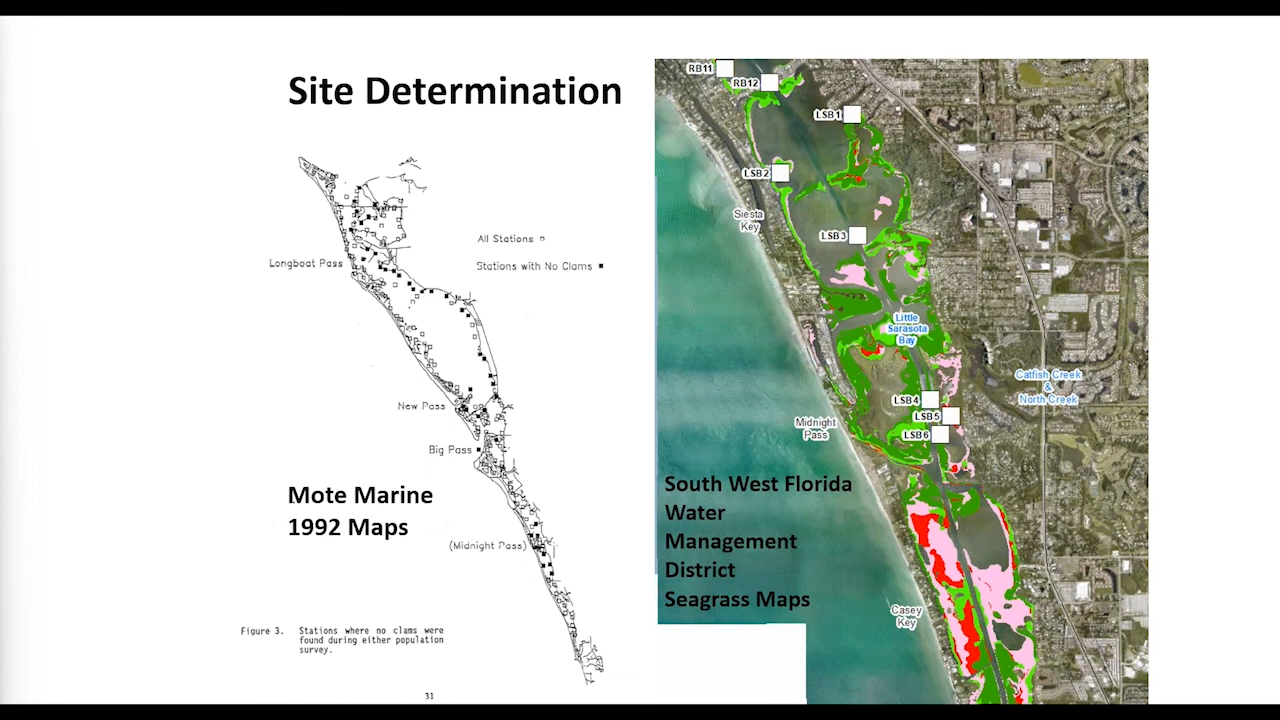 Site Determination
All Stations
Stations with No Clams
Longboat Pass
New Pass
Big Pass
(Midnight Pass)
Mote Marine
1992 Maps
Figure 3. Stations where no clams were
found during either population
survey.
31
RB11
RB12
LSB1
LSB2
Siesta
Key
LSB3
Little
Sarasota
Bay
Catfish Creek
&
North Creek
LSB4
LSB5
LSB6
Midnight
Pass
South West Florida
Water
Management
District
Seagrass Maps
Casey
Key